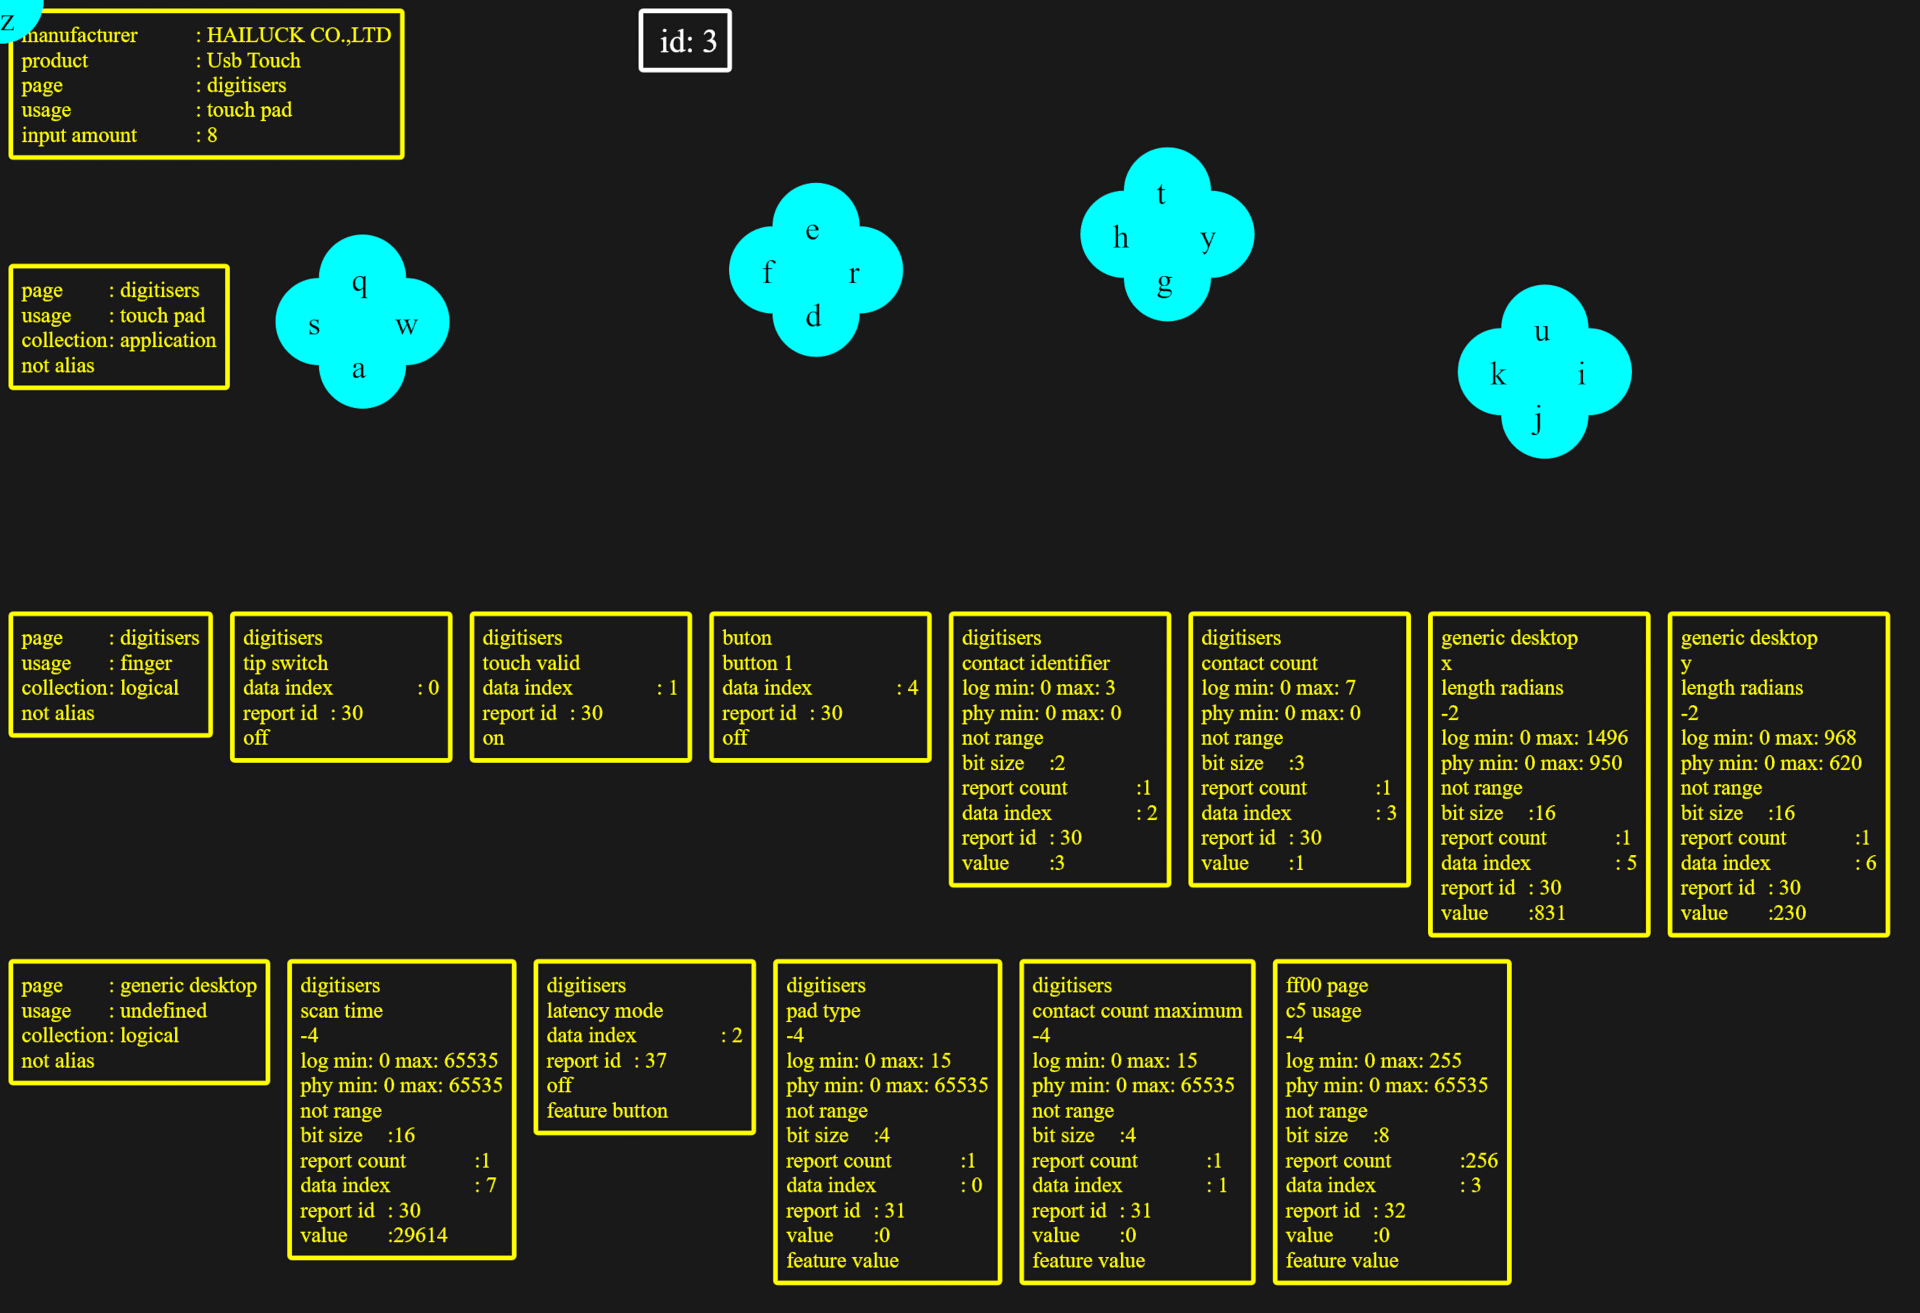 z
manufacturer : HAILUCK CO.,LTD
product : Usb Touch
page : digitisers
usage : touch pad
input amount : 8
id: 3
page : digitisers
usage : touch pad
collection: application
not alias
q
s w
a
e
f r
d
t
h y
g
u
k i
j
page : digitisers
usage : finger
collection: logical
not alias
digitisers
tip switch
data index : 0
report id : 30
off
digitisers
touch valid
data index : 1
report id : 30
on
buton
button 1
data index : 4
report id : 30
off
digitisers
contact identifier
log min: 0 max: 3
phy min: 0 max: 0
not range
bit size :2
report count :1
data index : 2
report id : 30
value :3
digitisers
contact count
log min: 0 max: 7
phy min: 0 max: 0
not range
bit size :3
report count :1
data index : 3
report id : 30
value :1
generic desktop
x
length radians
-2
log min: 0 max: 1496
phy min: 0 max: 950
not range
bit size :16
report count :1
data index : 5
report id : 30
value :831
generic desktop
y
length radians
-2
log min: 0 max: 968
phy min: 0 max: 620
not range
bit size :16
report count :1
data index : 6
report id : 30
value :230
page : generic desktop
usage : undefined
collection: logical
not alias
digitisers
scan time
-4
log min: 0 max: 65535
phy min: 0 max: 65535
not range
bit size :16
report count :1
data index : 7
report id : 30
value :29614
digitisers
latency mode
data index : 2
report id : 37
off
feature button
digitisers
pad type
-4
log min: 0 max: 15
phy min: 0 max: 65535
not range
bit size :4
report count :1
data index : 0
report id : 31
value :0
feature value
digitisers
contact count maximum
-4
log min: 0 max: 15
phy min: 0 max: 65535
not range
bit size :4
report count :1
data index : 1
report id : 31
value :0
feature value
ff00 page
c5 usage
-4
log min: 0 max: 255
phy min: 0 max: 65535
not range
bit size :8
report count :256
data index : 3
report id : 32
value :0
feature value